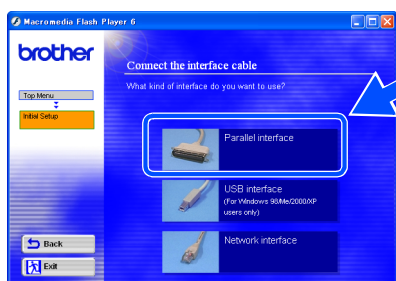 Macromedia Flash Player 6
brother
Connect the interface cable
What kind of interface do you want to use?
Top Menu
Initial Setup
Parallel interface
USB interface
(For Windows 98/Me/2000/XP
users only)
Network interface
Back
Exit